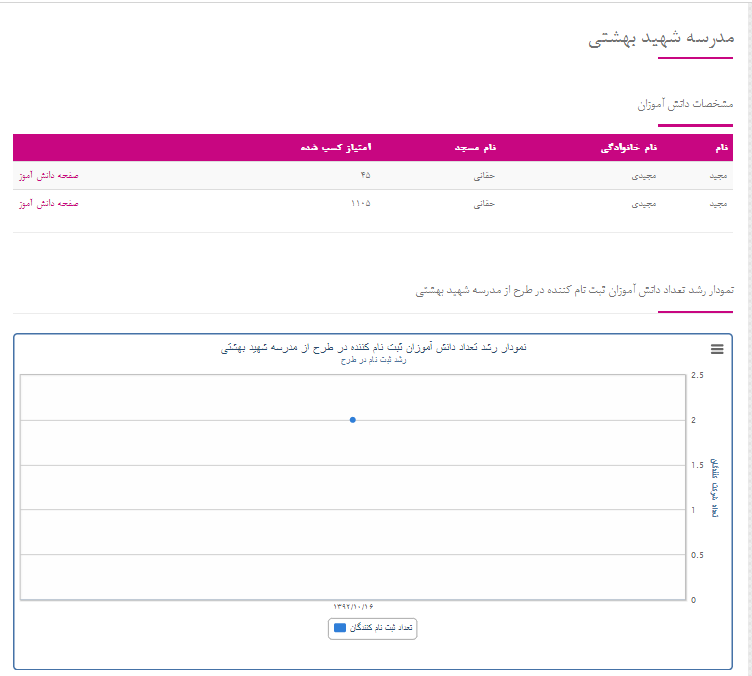 مدرسه شهید بهشتی
مشخصات دانش آموزان
نام نام خانوادگی نام مسجد امتیاز کسب شده
مجید مجیدی حقانی ۴۵ صفحه دانش آموز
مجید مجیدی حقانی ۱۱۰۵ صفحه دانش آموز
نمودار رشد تعداد دانش آموزان ثبت نام کننده در طرح از مدرسه شهید بهشتی
نمودار رشد تعداد دانش آموزان ثبت نام کننده در طرح از مدرسه شهید بهشتی
رشد ثبت نام در طرح
2.5
2
1.5
1
0.5
0
۱۳۹۲/۱۰/۱۶
تعداد ثبت نام کنندگان